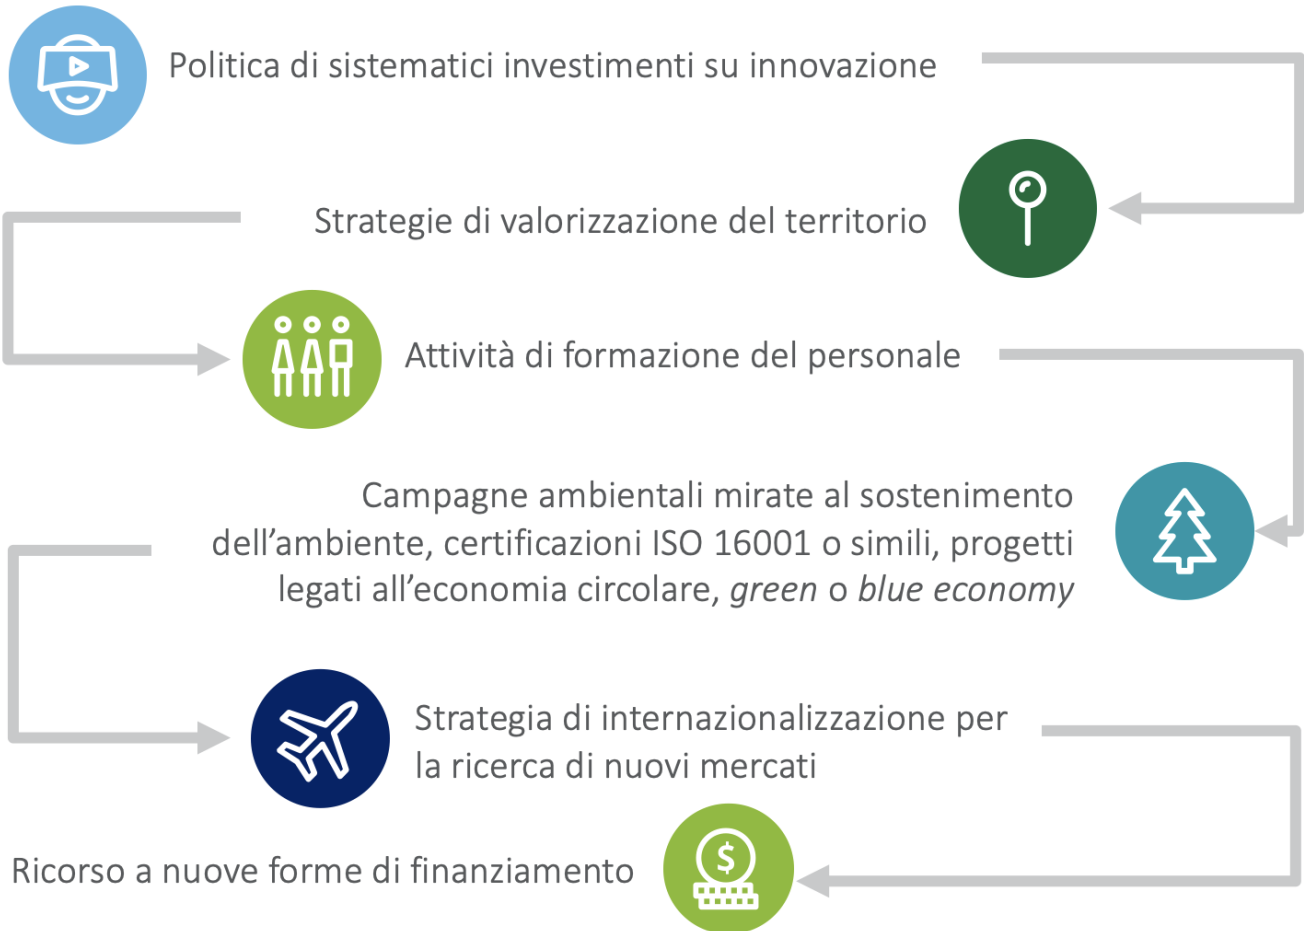 Politica di sistematici investimenti su innovazione
Strategie di valorizzazione del territorio
Attività di formazione del personale
Campagne ambientali mirate al sostenimento
dell’ambiente, certificazioni ISO 16001 o simili, progetti
legati all’economia circolare, green o blue economy
Strategia di internazionalizzazione per
la ricerca di nuovi mercati
$
Ricorso a nuove forme di finanziamento